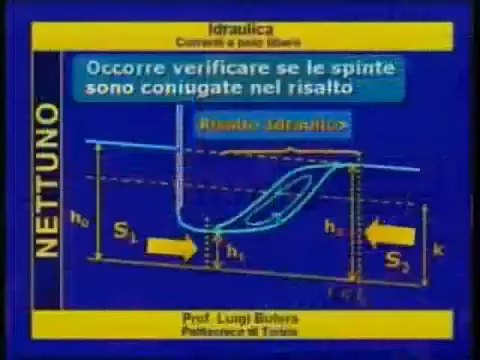 Idraulica
Correnti a pelo libero
Occorre verificare se le spinte
sono coniugate nel risalto
Risalto Idraulico
NETTUNO
h0
S1
h1
h2
S2
k
Prof. Luigi Butera
Politecnico di Torino